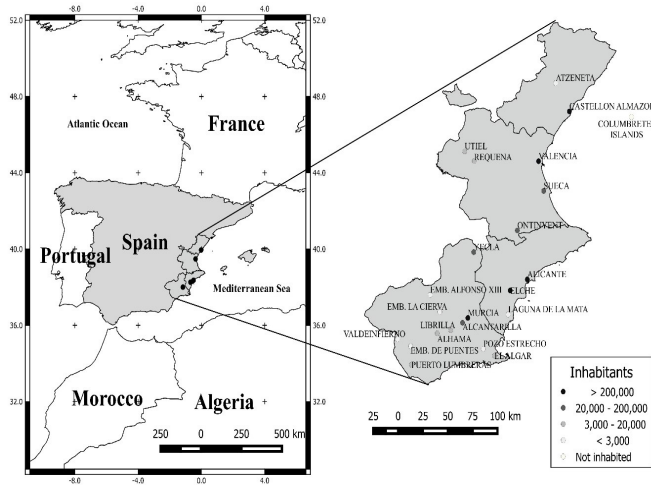 -8.0 -4.0 0.0 4.0
52.0 52.0
48.0 48.0
Atlantic Ocean
France
44.0 44.0
40.0 40.0
Spain
Portugal
Mediterranean Sea
36.0 36.0
Morocco
Algeria
32.0 32.0
250 0 250 500 km
-8.0 -4.0 0.0 4.0
ATZENETA
CASTELLON ALMAZOR
COLUMBRETE
ISLANDS
UTIEL
REQUENA
VALENCIA
SUECA
ONTINYENT
YECLA
ALICANTE
ELCHE
EMB. ALFONSO XIII
EMB. LA CIERVA
LAGUNA DE LA MATA
MURCIA
LIBRILLA
ALCANTARILLA
VALDEINFIERNO
ALHAMA
POZO ESTRECHO
EMB. DE PUENTES
EL ALGAR
PUERTO LUMBRERAS
25 0 25 50 75 100 km
Inhabitants
> 200,000
20,000 - 200,000
3,000 - 20,000
< 3,000
Not inhabited